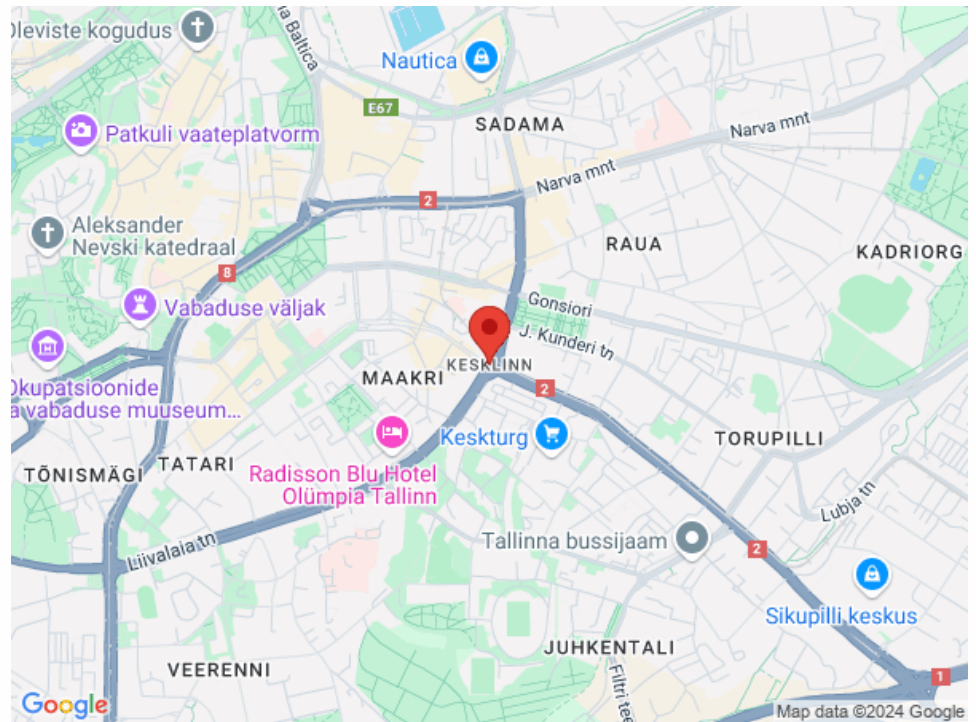 Oleviste kogudus
Baltica
Nautica
E67
SADAMA
Narva mnt
Patkuli vaateplatvorm
Narva mnt
2
Aleksander
Nevski katedraal
RAUA
KADRIORG
8
Vabaduse väljak
Gonsiori
J. Kunderi tn
KESKLINN
Okupatsioonide
a vabaduse muuseum...
MAAKRI
2
Keskturg
TORUPILLI
TÕNISMÄGI
TATARI
Radisson Blu Hotel
Olümpia Tallinn
Lubja tn
Liivalaia tn
Tallinna bussijaam
2
Sikupilli keskus
JUHKENTALI
VEERENNI
Filtri tee
1
Google
Map data ©2024 Google